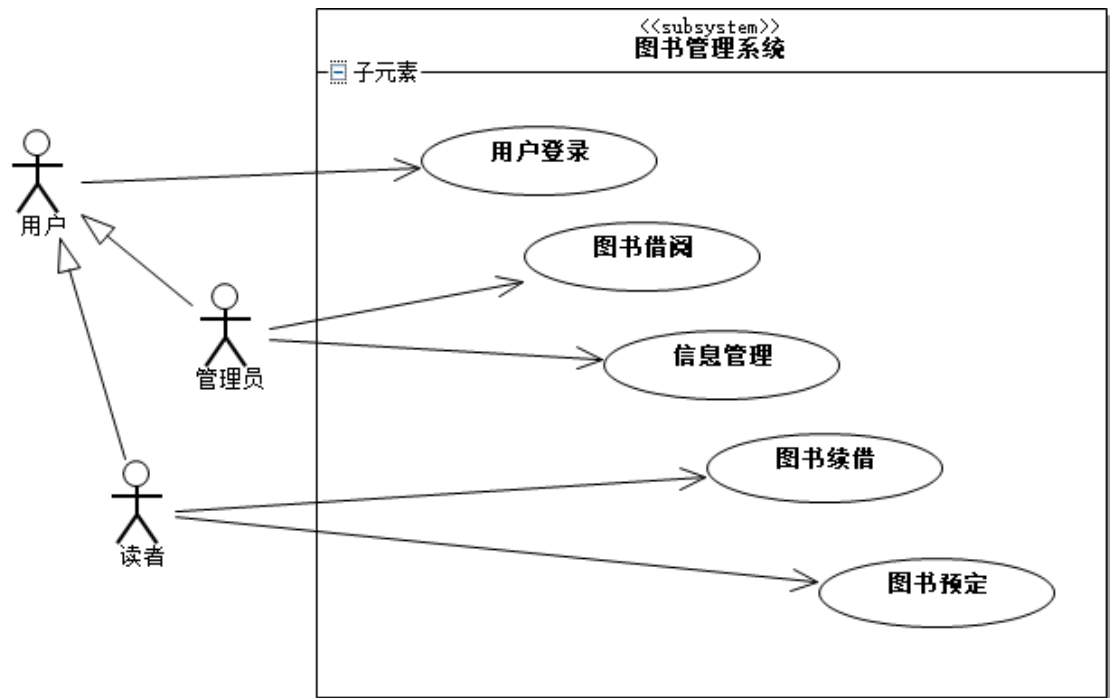 <<subsystem>>
图书管理系统
子元素
用户登录
用户
图书借阅
信息管理
管理员
图书续借
读者
图书预定